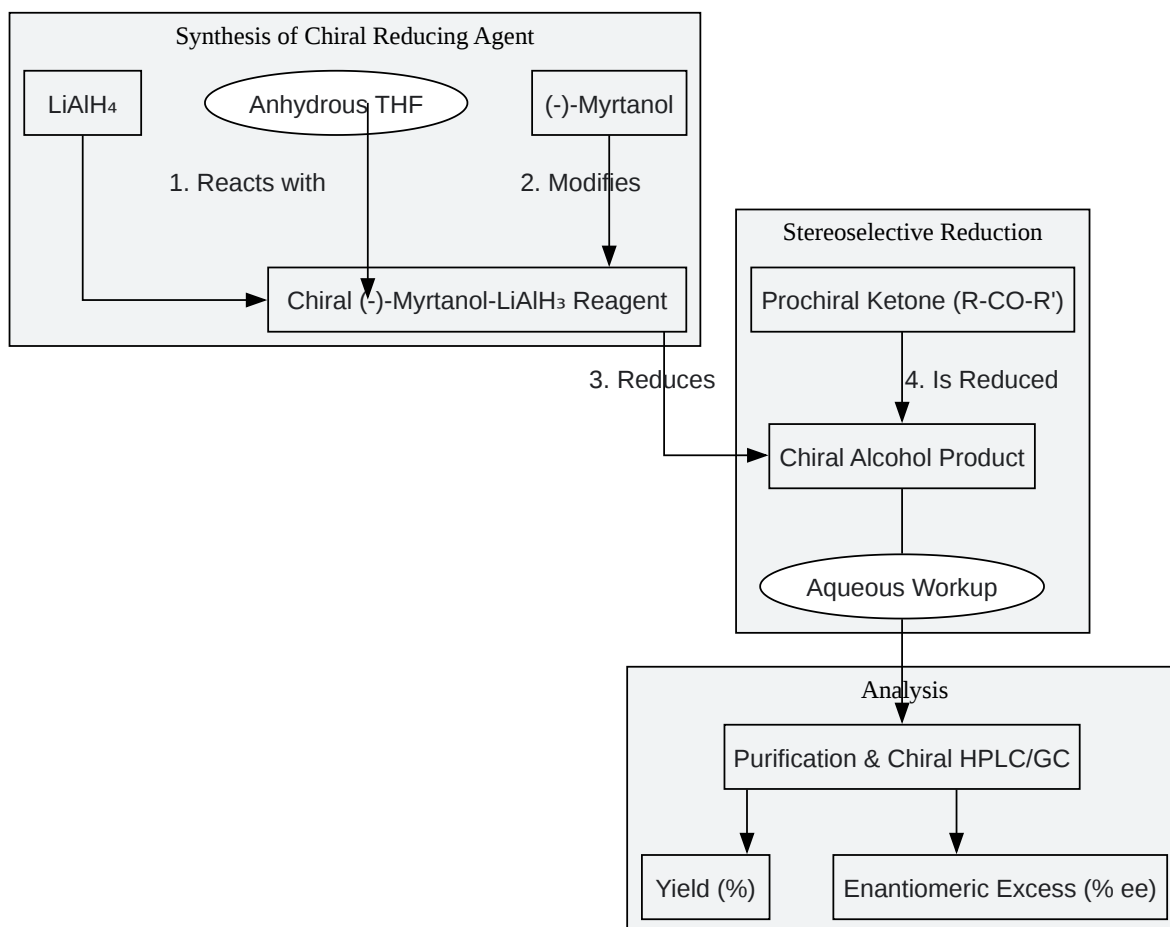 Synthesis of Chiral Reducing Agent
LiAlH₄
Anhydrous THF
(-)-Myrtanol
1. Reacts with
2. Modifies
Chiral (-)-Myrtanol-LiAlH₃ Reagent
Stereoselective Reduction
Prochiral Ketone (R-CO-R')
3. Reduces
4. Is Reduced
Chiral Alcohol Product
Aqueous Workup
Analysis
Purification & Chiral HPLC/GC
Yield (%)
Enantiomeric Excess (% ee)